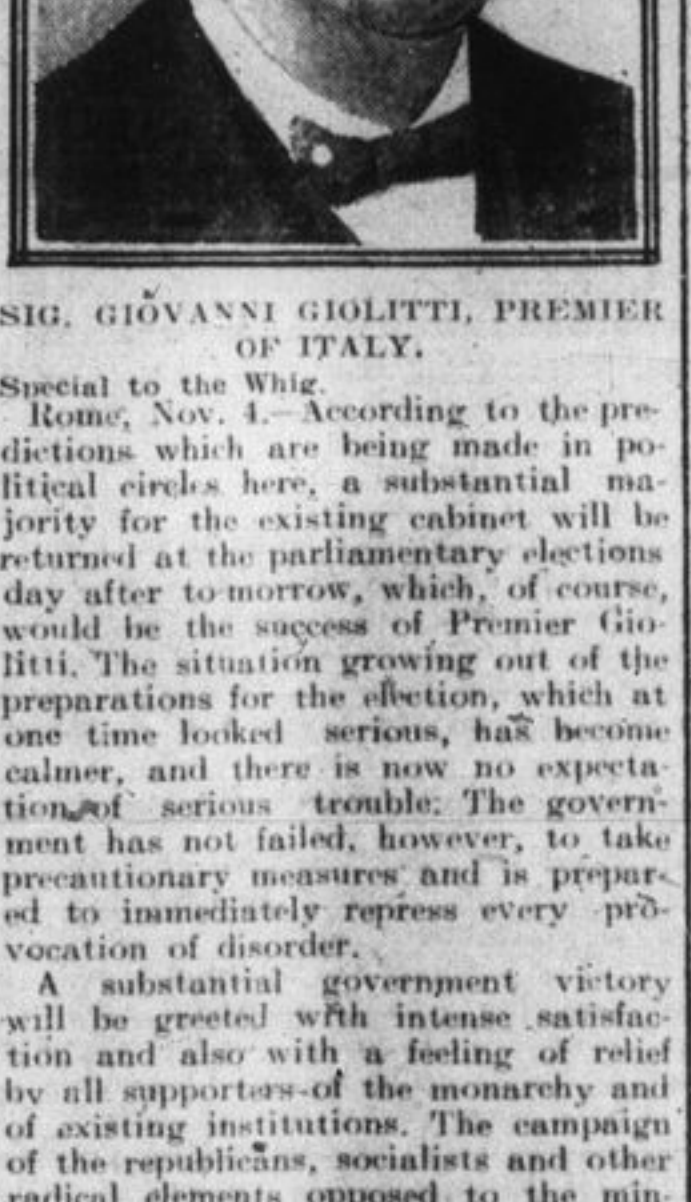 SIG. GIOVANNI GIOLITTI, PREMIER
OF ITALY.
Special to the Whig.
Rome, Nov. 4.—According to the pre-
dictions which are being made in po-
litical circles here, a substantial ma-
jority for the existing cabinet will be
returned at the parliamentary elections
day after to-morrow, which, of course,
would be the success of Premier Gio-
litti. The situation growing out of the
preparations for the election, which at
one time looked serious, has become
calmer, and there is now no expecta-
tion of serious trouble. The govern-
ment has not failed, however, to take
precautionary measures and is prepar-
ed to immediately repress every pro-
vocation of disorder.
A substantial government victory
will be greeted with intense satisfac-
tion and also with a feeling of relief
by all supporters of the monarchy and
of existing institutions. The campaign
of the republicans, socialists and other
radical elements opposed to the min-